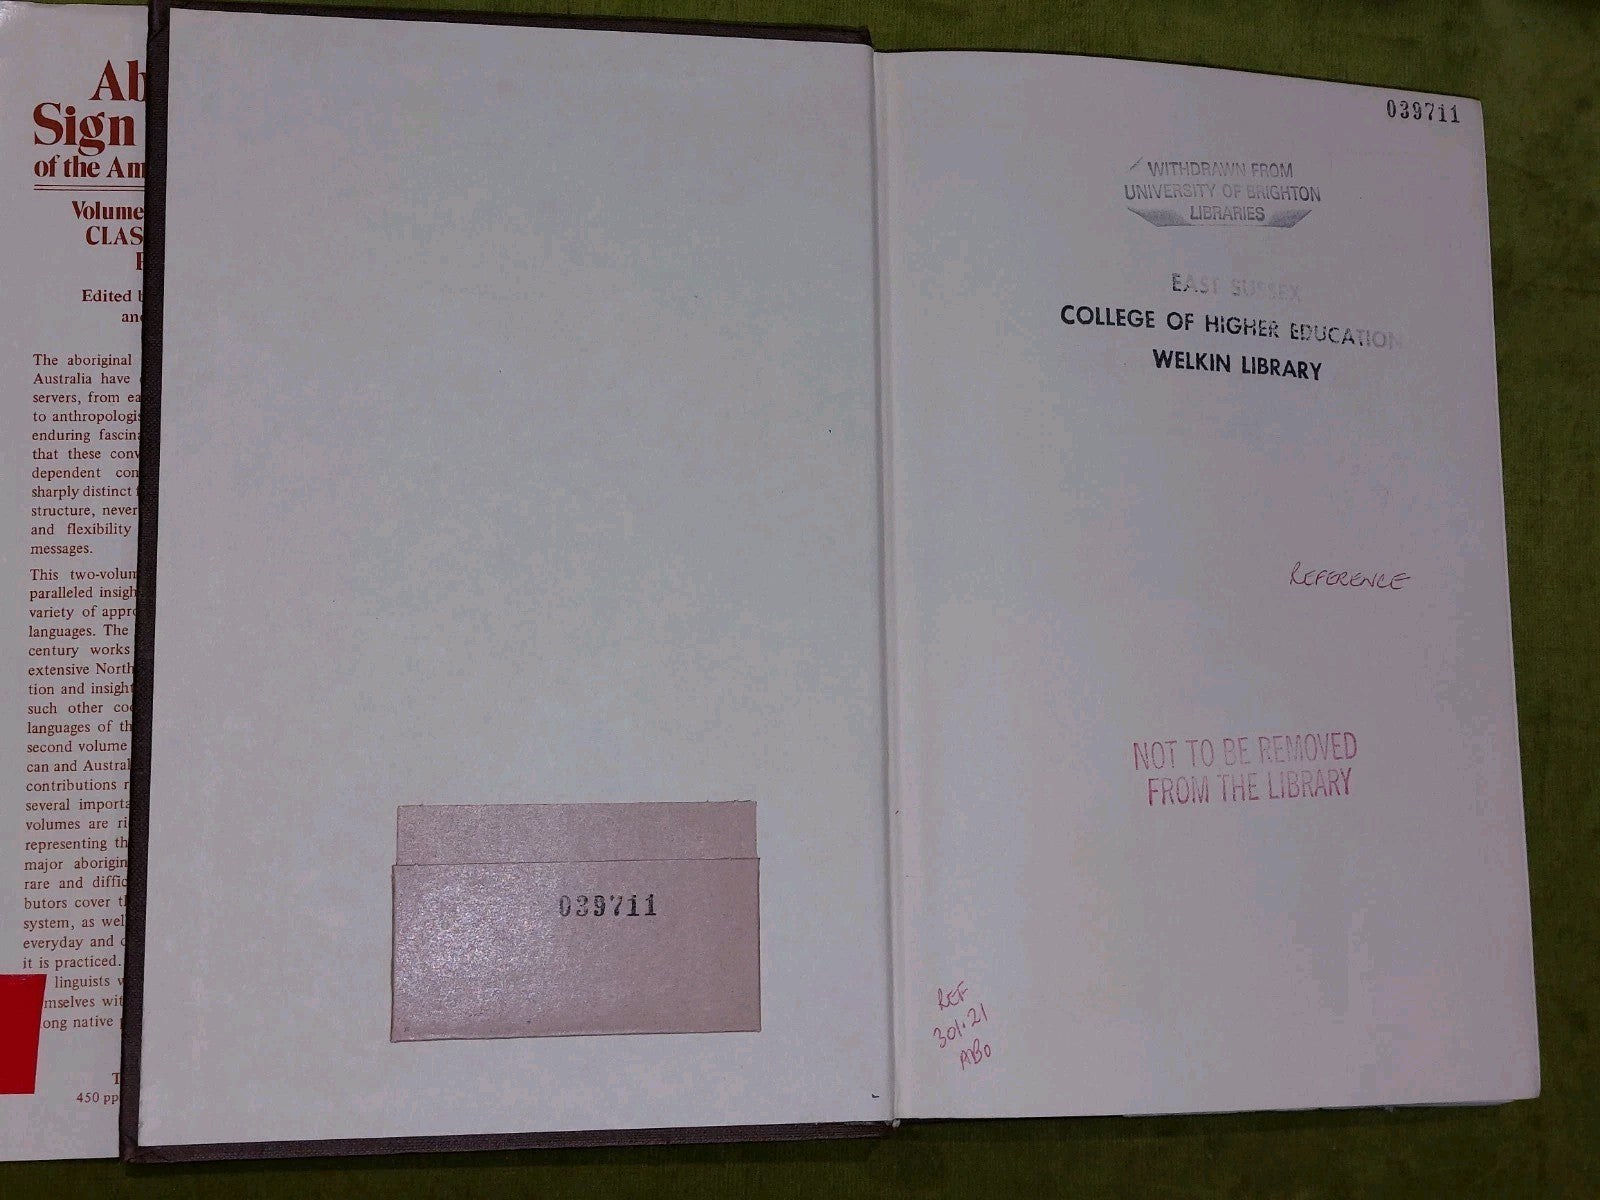 Ab
Sign
of the Am
Volume
CLAS
Edited
an
The aboriginal
Australia have
servers, from ea
to anthropologis
enduring fascina
that these conv
dependent con
sharply distinct
structure, never
and flexibility
messages.
This two-volum
paralleled insigh
variety of appro
languages. The
century works
extensive North
tion and insight
such other co
languages of th
second volume
can and Austral
contributions r
several importa
volumes are ri
representing th
major aborigin
rare and diffic
butors cover t
system, as wel
everyday and
it is practiced.
linguists
mselves wit
ong native
T
450 pp
039711
039711
WITHDRAWN FROM
UNIVERSITY OF BRIGHTON
LIBRARIES
EAST SUSSEX
COLLEGE OF HIGHER EDUCATION
WELKIN LIBRARY
REFERENCE
NOT TO BE REMOVED
FROM THE LIBRARY
REF
301.21
ABO